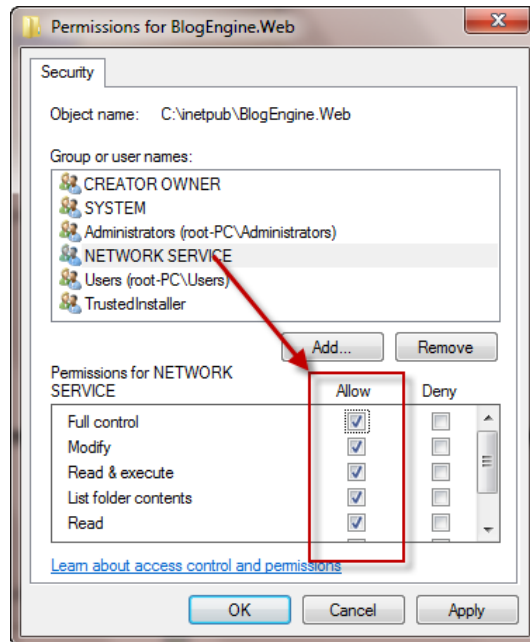 Permissions for BlogEngine.Web
Security
Object name: C:\inetpub\BlogEngine.Web
Group or user names:
CREATOR OWNER
SYSTEM
Administrators (root-PC\Administrators)
NETWORK SERVICE
Users (root-PC\Users)
TrustedInstaller
Add... Remove
Permissions for NETWORK
SERVICE Allow Deny
Full control
Modify
Read & execute
List folder contents
Read
Learn about access control and permissions
OK Cancel Apply